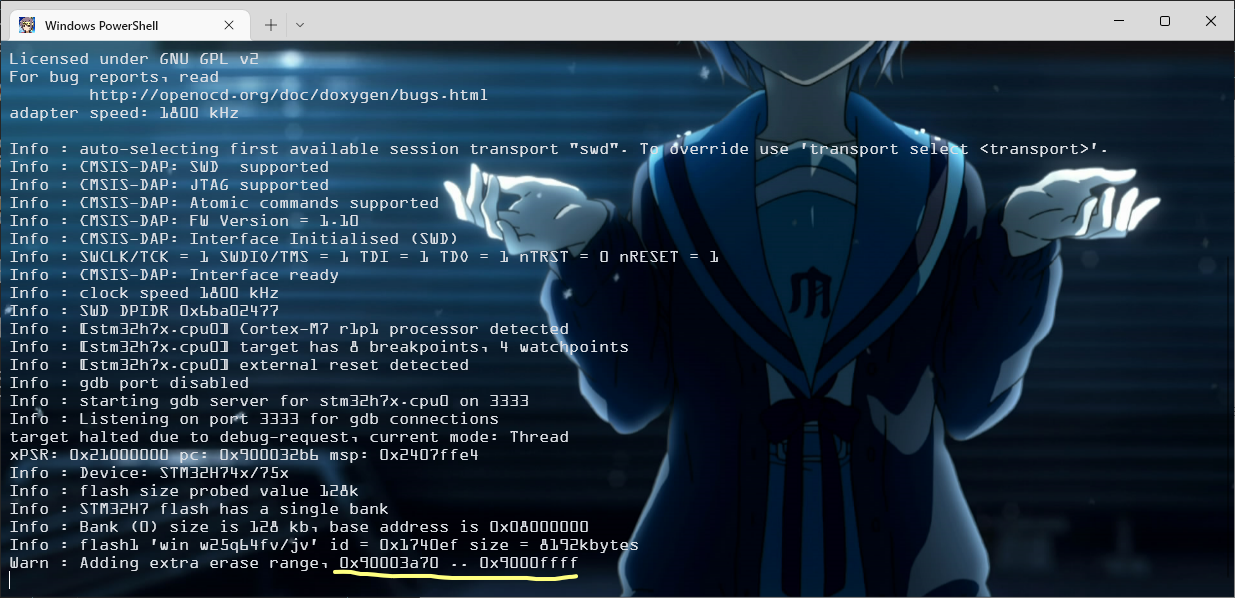 Windows PowerShell
Licensed under GNU GPL v2
For bug reports, read
http://openocd.org/doc/doxygen/bugs.html
adapter speed: 1800 kHz
Info : auto-selecting first available session transport "swd". To override use 'transport select <transport>'.
Info : CMSIS-DAP: SWD  supported
Info : CMSIS-DAP: JTAG supported
Info : CMSIS-DAP: Atomic commands supported
Info : CMSIS-DAP: FW Version = 1.10
Info : CMSIS-DAP: Interface Initialised (SWD)
Info : SWCLK/TCK = 1 SWDIO/TMS = 1 TDI = 1 TDO = 1 nTRST = 0 nRESET = 1
Info : CMSIS-DAP: Interface ready
Info : clock speed 1800 kHz
Info : SWD DPIDR 0x6ba02477
Info : [stm32h7x.cpu0] Cortex-M7 r1p1 processor detected
Info : [stm32h7x.cpu0] target has 8 breakpoints, 4 watchpoints
Info : [stm32h7x.cpu0] external reset detected
Info : gdb port disabled
Info : starting gdb server for stm32h7x.cpu0 on 3333
Info : Listening on port 3333 for gdb connections
target halted due to debug-request, current mode: Thread
xPSR: 0x21000000 pc: 0x900032b6 msp: 0x2407ffe4
Info : Device: STM32H74x/75x
Info : flash size probed value 128k
Info : STM32H7 flash has a single bank
Info : Bank (0) size is 128 kb, base address is 0x08000000
Info : flash1 'win w25q64fv/jv' id = 0x1740ef size = 8192kbytes
Warn : Adding extra erase range, 0x90003a70 .. 0x9000ffff